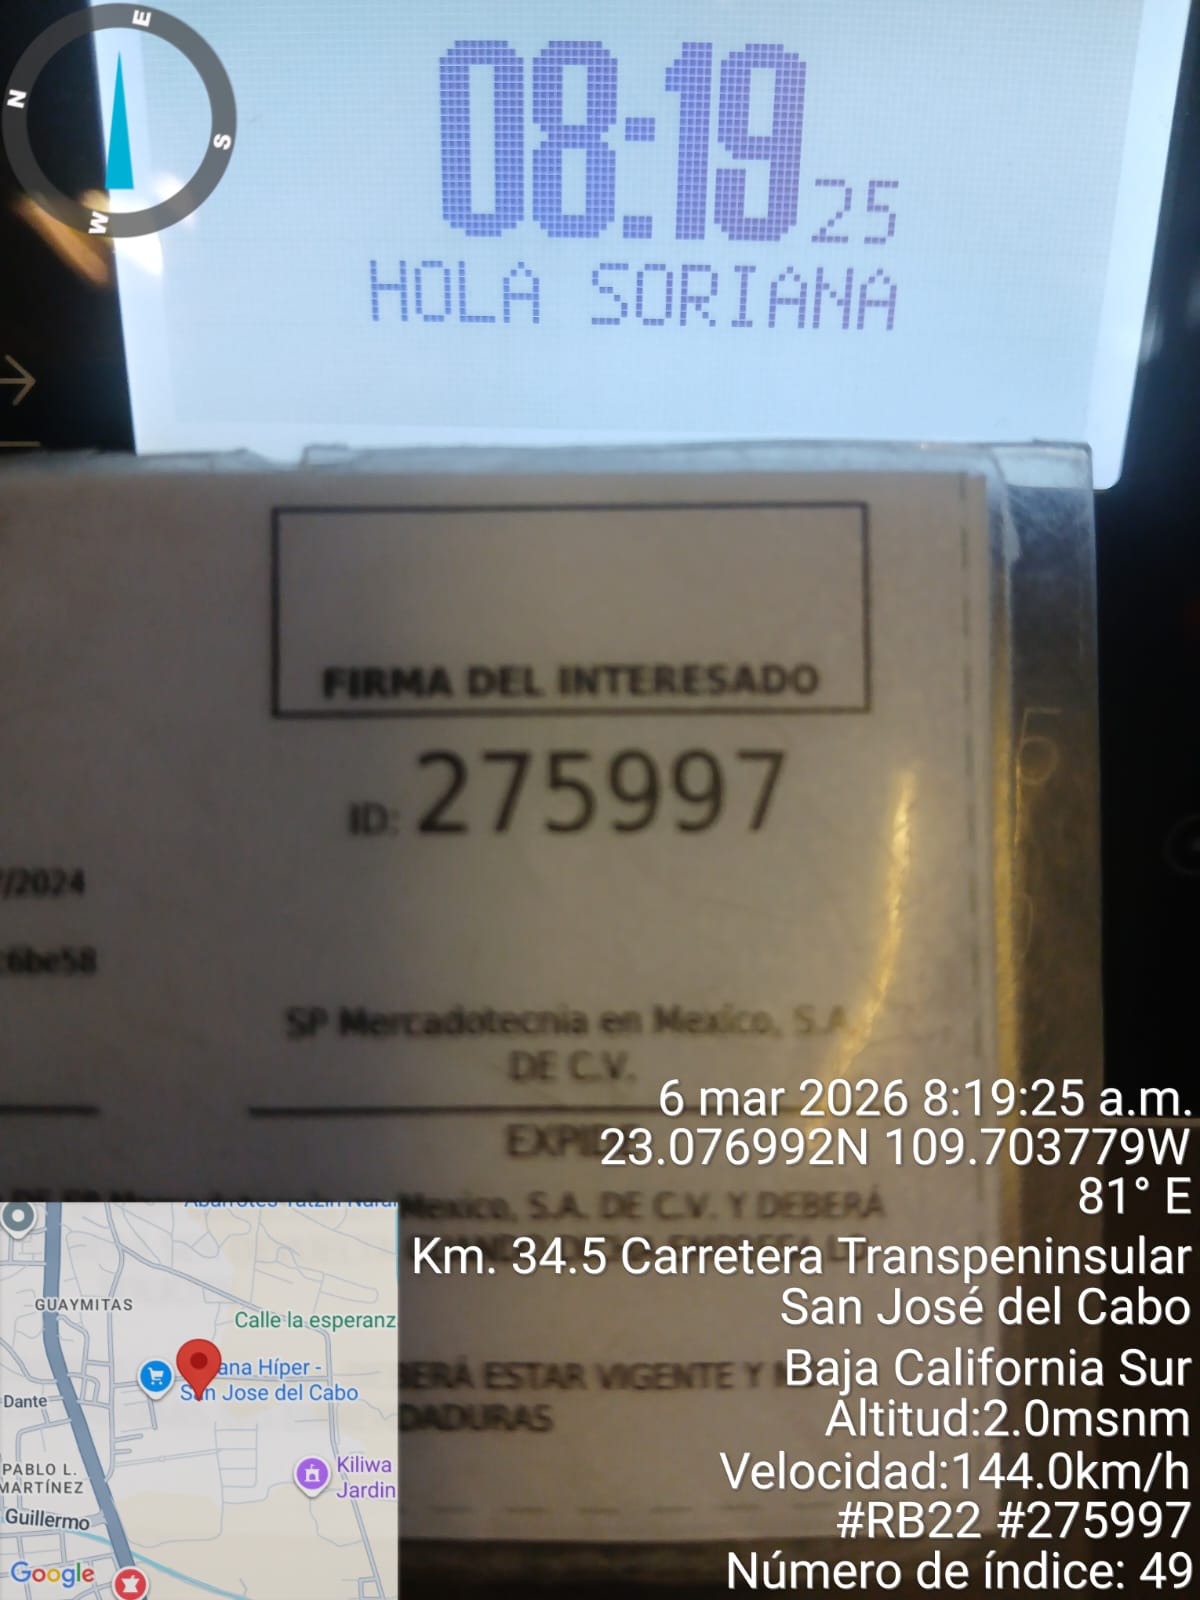 E
N
S
W
08:19 25
HOLA SORIANA
FIRMA DEL INTERESADO
ID: 275997
/2024
c6be58
SP Mercadotecnia en Mexico, S.A.
DE C.V.
6 mar 2026 8:19:25 a.m.
23.076992N 109.703779W
81° E
Mexico, S.A. DE C.V. Y DEBERÁ
Km. 34.5 Carretera Transpeninsular
San José del Cabo
ESTAR VIGENTE Y
Baja California Sur
Altitud:2.0msnm
Velocidad:144.0km/h
#RB22 #275997
Número de índice: 49
GUAYMITAS
Calle la esperanz
ana Híper -
San Jose del Cabo
Dante
PABLO L.
MARTÍNEZ
Kiliwa
Jardin
Guillermo
Google